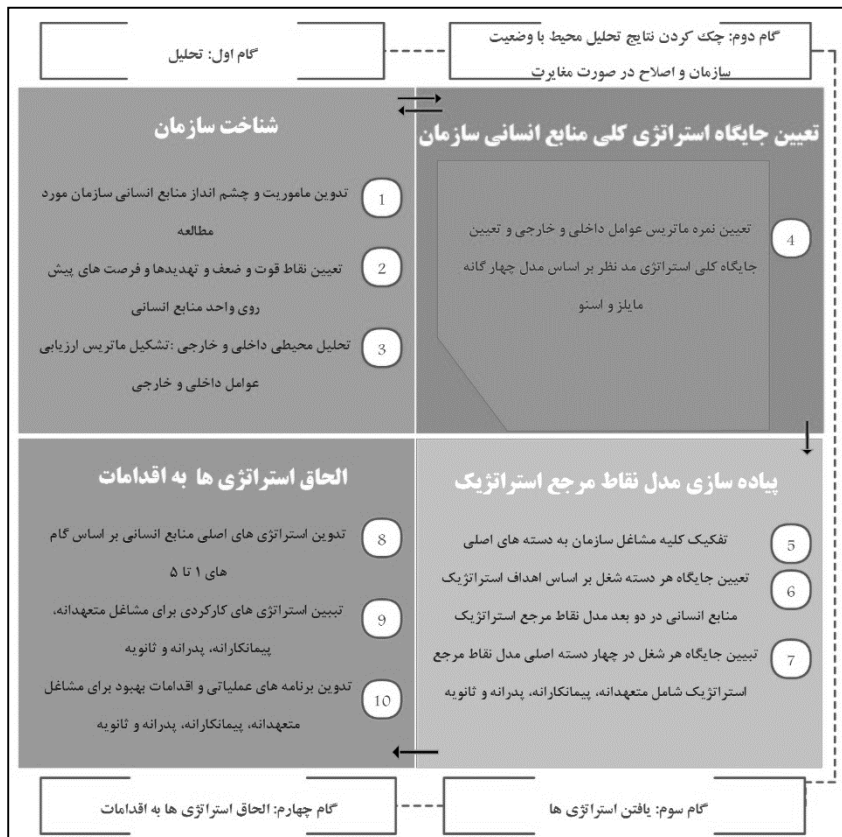 گام اول: تحلیل
گام دوم: چک کردن نتایج تحلیل محیط با وضعیت
سازمان و اصلاح در صورت مغایرت
شناخت سازمان
1
تدوین ماموریت و چشم انداز منابع انسانی سازمان مورد
مطالعه
2
تعیین نقاط قوت و ضعف و تهدیدها و فرصت های پیش
روی واحد منابع انسانی
3
تحلیل محیطی داخلی و خارجی :تشکیل ماتریس ارزیابی
عوامل داخلی و خارجی
تعیین جایگاه استراتژی کلی منابع انسانی سازمان
4
تعیین نمره ماتریس عوامل داخلی و خارجی و تعیین
جایگاه کلی استراتژی مد نظر بر اساس مدل چهار گانه
مایلز و اسنو
پیاده سازی مدل نقاط مرجع استراتژیک
5
تفکیک کلیه مشاغل سازمان به دسته های اصلی
6
تعیین جایگاه هر دسته شغل بر اساس اهداف استراتژیک
منابع انسانی در دو بعد مدل نقاط مرجع استراتژیک
7
تبیین جایگاه هر شغل در چهار دسته اصلی مدل نقاط مرجع
استراتژیک شامل متعهدانه، پیمانکارانه، پدرانه و ثانویه
الحاق استراتژی ها به اقدامات
8
تدوین استراتژی های اصلی منابع انسانی بر اساس گام
های ۱ تا ۵
9
تبیین استراتژی های کارکردی برای مشاغل متعهدانه،
پیمانکارانه، پدرانه و ثانویه
10
تدوین برنامه های عملیاتی و اقدامات بهبود برای مشاغل
متعهدانه، پیمانکارانه، پدرانه و ثانویه
گام سوم: یافتن استراتژی ها
گام چهارم: الحاق استراتژی ها به اقدامات